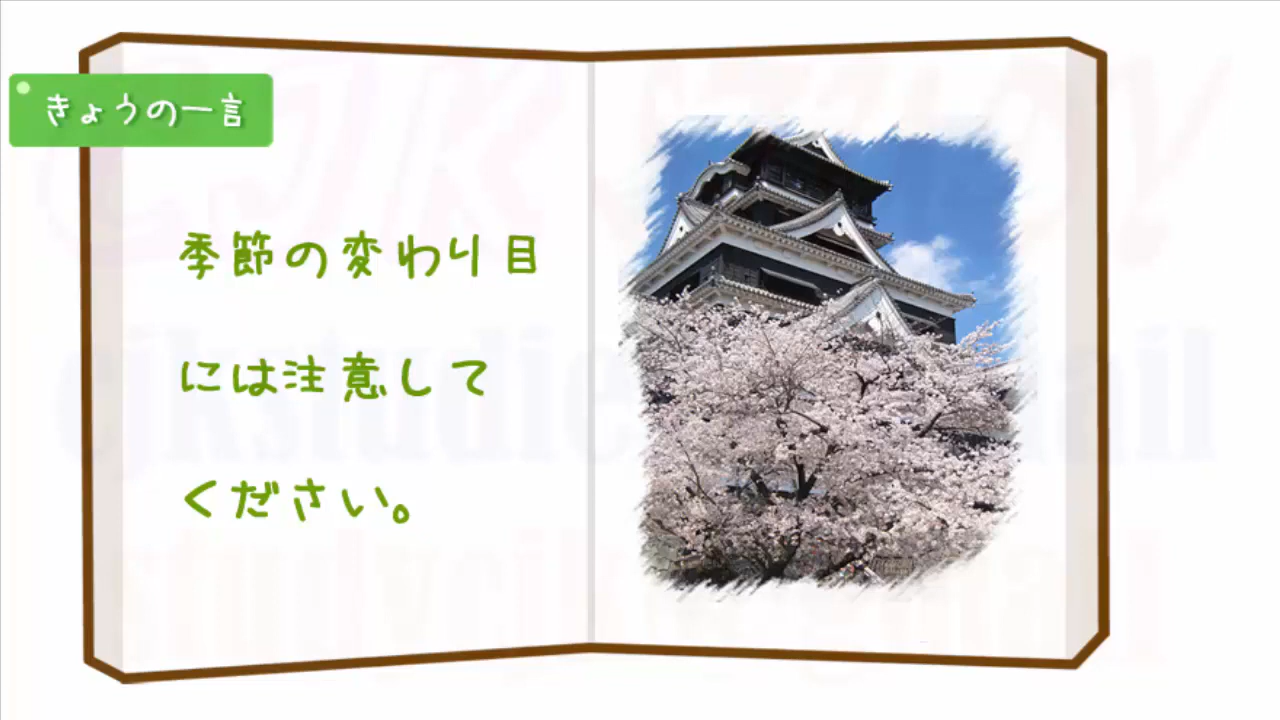 きょうの一言
季節の変わり目
には注意して
ください。